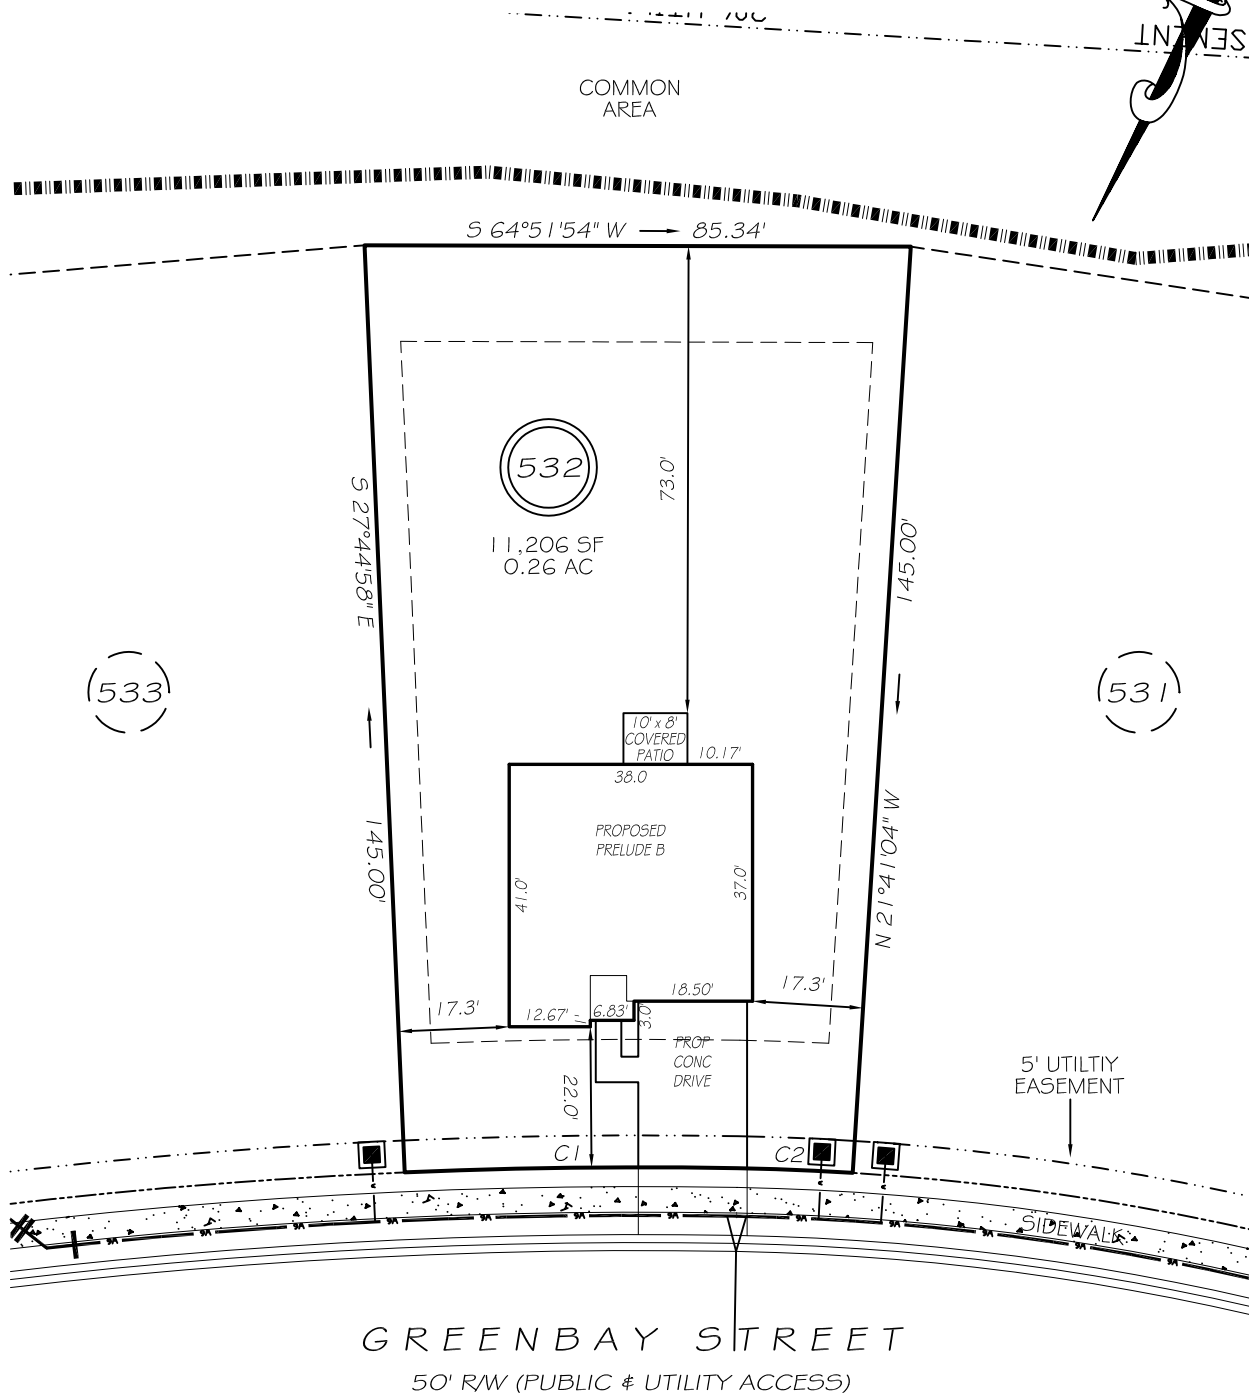 SEMENT
COMMON
AREA
S 64°51'54" W
85.34'
532
11,206 SF
0.26 AC
73.0'
S 27°44'58" E
145.00'
145.00'
N 21°41'04" W
533
531
10' x 8'
COVERED
PATIO
10.17'
38.0
PROPOSED
PRELUDE B
41.0'
37.0'
17.3'
12.67'
6.83'
3.0'
18.50'
17.3'
PROP
CONC
DRIVE
22.0'
5' UTILTIY
EASEMENT
C1
C2
SIDEWALK
GREENBAY STREET
50' R/W (PUBLIC & UTILITY ACCESS)